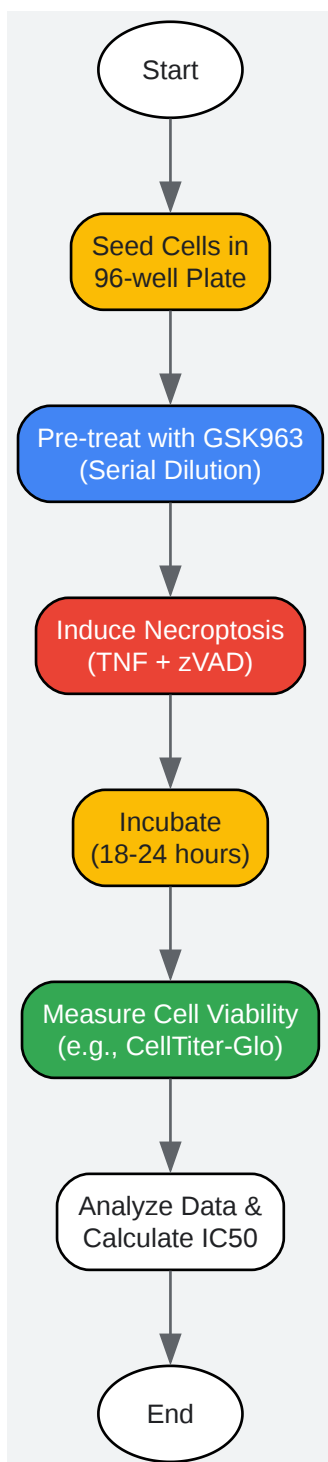 Start
Seed Cells in
96-well Plate
Pre-treat with GSK963
(Serial Dilution)
Induce Necroptosis
(TNF + zVAD)
Incubate
(18-24 hours)
Measure Cell Viability
(e.g., CellTiter-Glo)
Analyze Data &
Calculate IC50
End